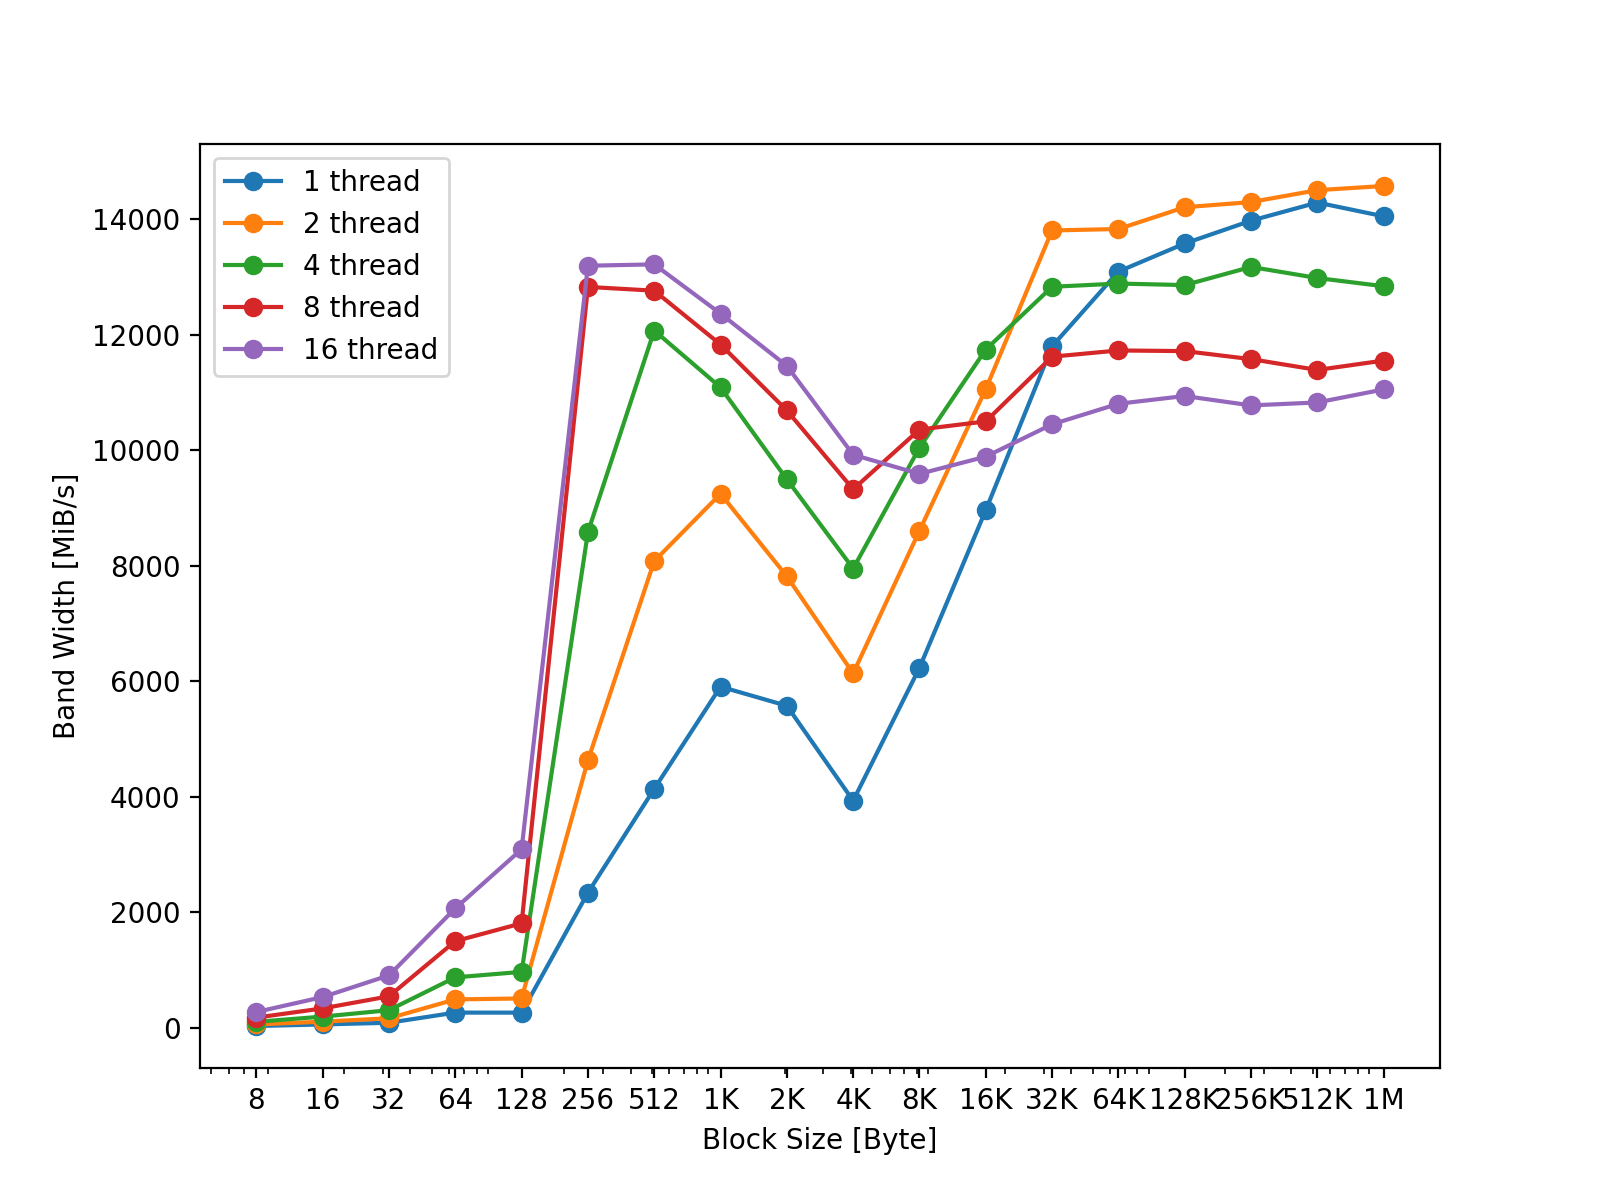 1 thread
2 thread
4 thread
8 thread
16 thread
14000
12000
10000
8000
6000
4000
2000
0
Band Width [MiB/s]
8 16 32 64 128 256 512 1K 2K 4K 8K 16K 32K 64K 128K 256K 512K 1M
Block Size [Byte]